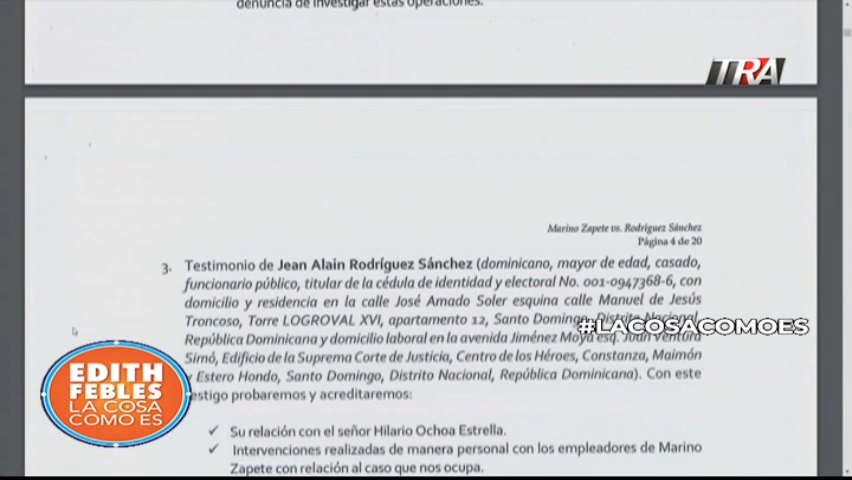 denuncia de investigar estas operaciones.
TRA
Marino Zapete vs. Rodríguez Sánchez
Página 4 de 20
3. Testimonio de Jean Alain Rodríguez Sánchez (dominicano, mayor de edad, casado,
funcionario público, titular de la cédula de identidad y electoral No. 001-0947368-6, con
domicilio y residencia en la calle José Amado Soler esquina calle Manuel de Jesús
Troncoso, Torre LOGROVAL XVI, apartamento 12, Santo Domingo, Distrito Nacional,
#LACOSACOMOES
República Dominicana y domicilio laboral en la avenida Jiménez Moya esq. Juan Ventura
Simó, Edificio de la Suprema Corte de Justicia, Centro de los Héroes, Constanza, Maimón
y Estero Hondo, Santo Domingo, Distrito Nacional, República Dominicana). Con este
testigo probaremos y acreditaremos:
EDITH
FEBLES
LA COSA
COMO ES
✓ Su relación con el señor Hilario Ochoa Estrella.
✓ Intervenciones realizadas de manera personal con los empleadores de Marino
Zapete con relación al caso que nos ocupa.